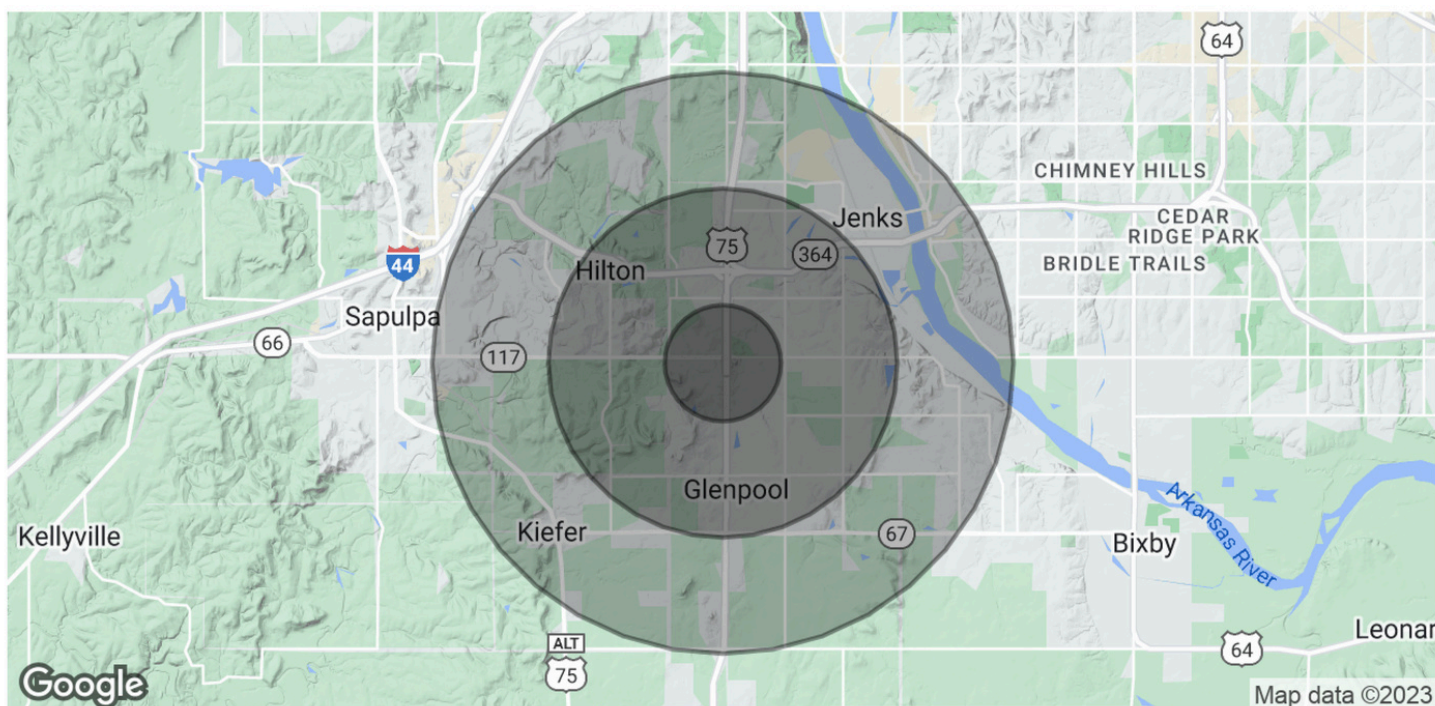 64
CHIMNEY HILLS
Jenks
CEDAR
RIDGE PARK
75
364
BRIDLE TRAILS
44
Hilton
Sapulpa
66
117
Glenpool
Kiefer
67
Kellyville
Bixby
Arkansas River
Leonar
ALT
75
64
Google
Map data ©2023